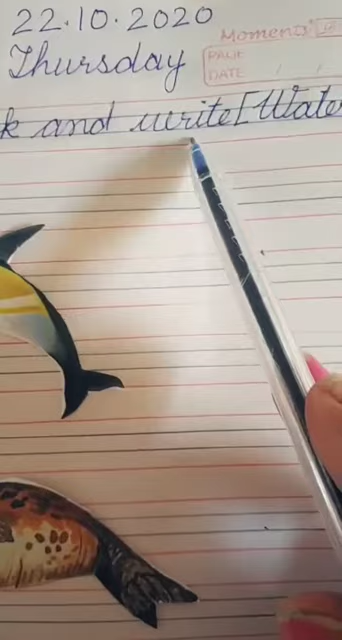 22.10.2020
Moments
Thursday
PAGE
DATE / /
k and write [Wate